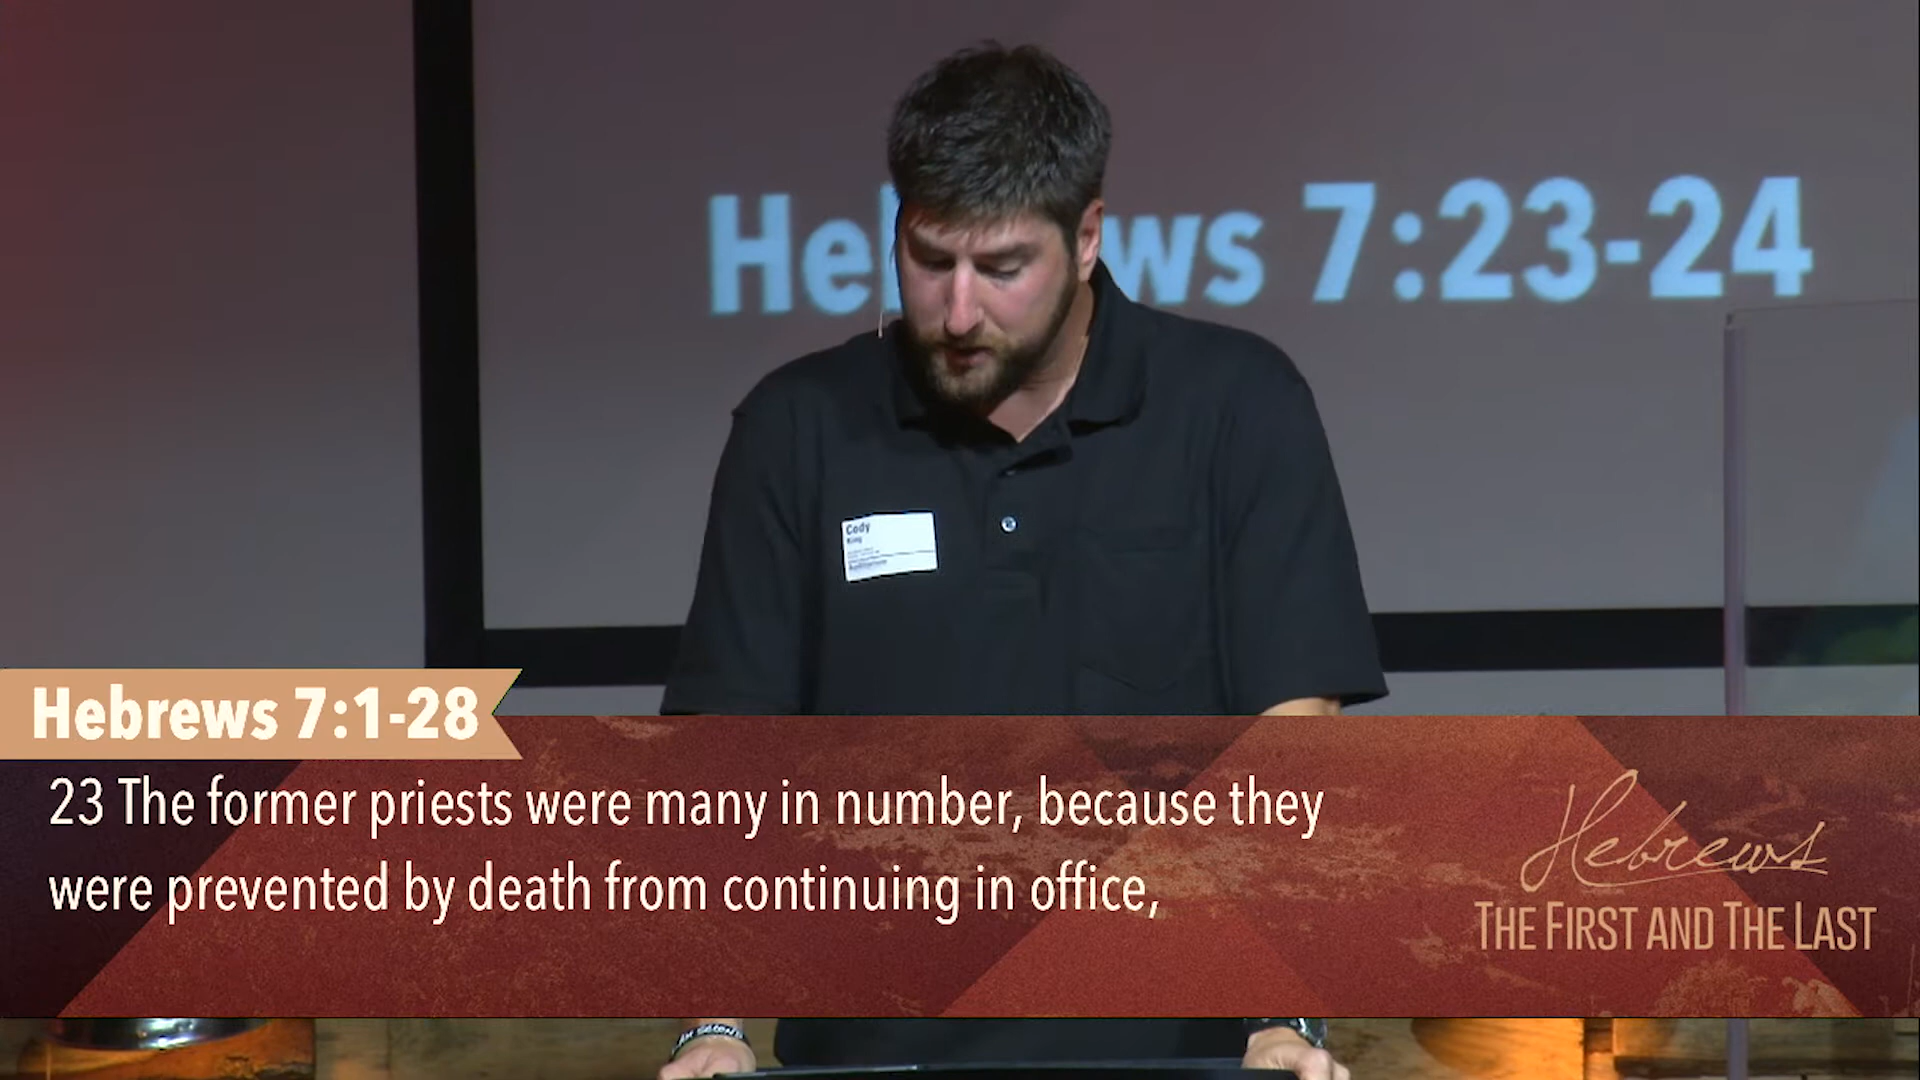 Hebrews 7:23-24
Cody
King
Hebrews 7:1-28
23 The former priests were many in number, because they
were prevented by death from continuing in office,
Hebrews
THE FIRST AND THE LAST